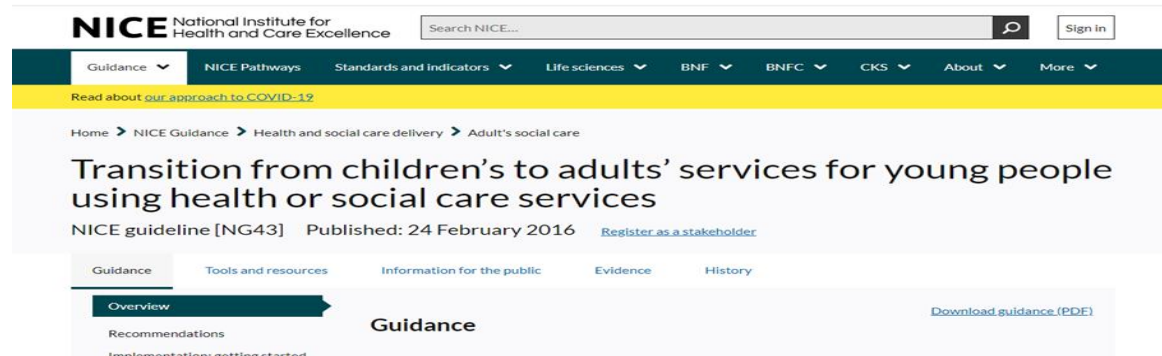 NICE National Institute for
Health and Care Excellence
Search NICE...
Sign in
Guidance
NICE Pathways
Standards and indicators
Life sciences
BNF
BNFC
CKS
About
More
Read about our approach to COVID-19
Home > NICE Guidance > Health and social care delivery > Adult's social care
Transition from children's to adults' services for young people
using health or social care services
NICE guideline [NG43] Published: 24 February 2016 Register as a stakeholder
Guidance
Tools and resources
Information for the public
Evidence
History
Overview
Recommendations
Implementation: getting started
Guidance
Download guidance (PDF)